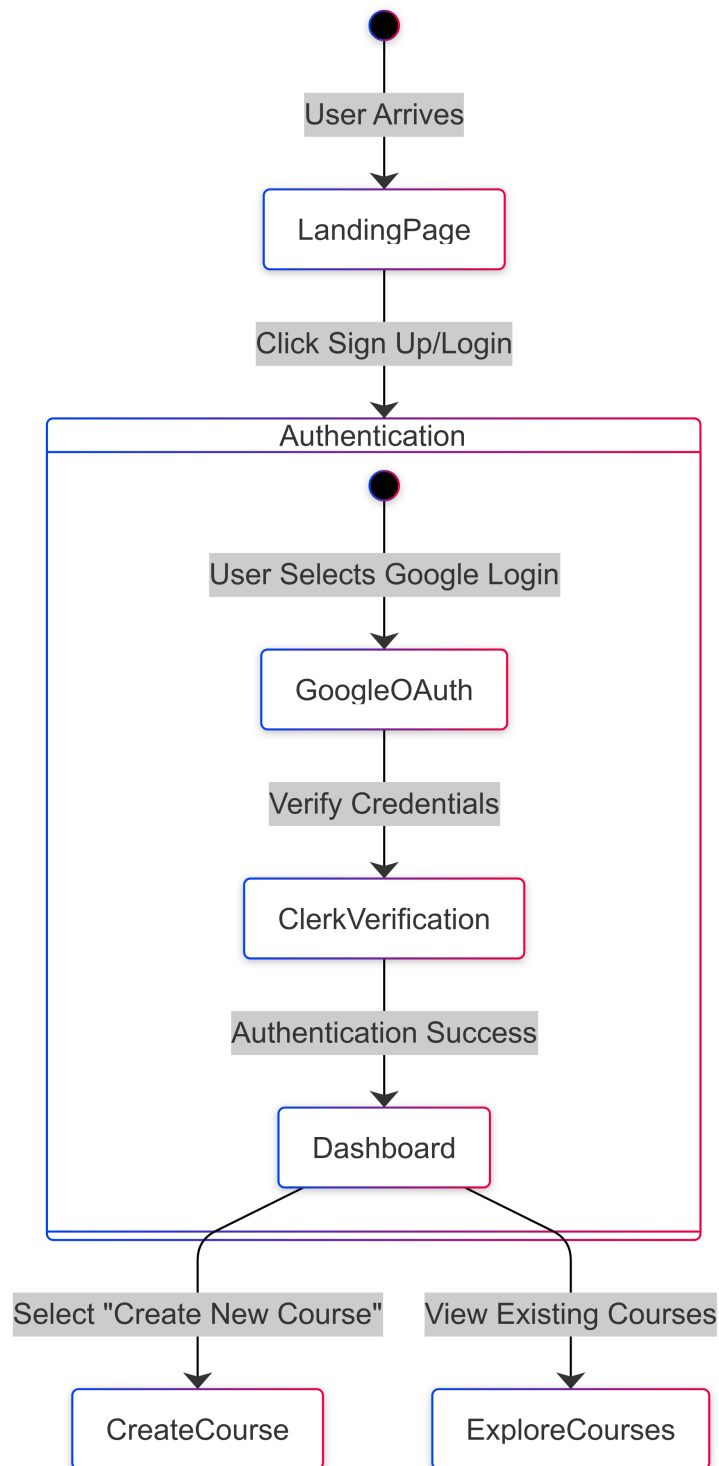 User Arrives
LandingPage
Click Sign Up/Login
Authentication
User Selects Google Login
GoogleOAuth
Verify Credentials
ClerkVerification
Authentication Success
Dashboard
Select "Create New Course"
View Existing Courses
CreateCourse
ExploreCourses